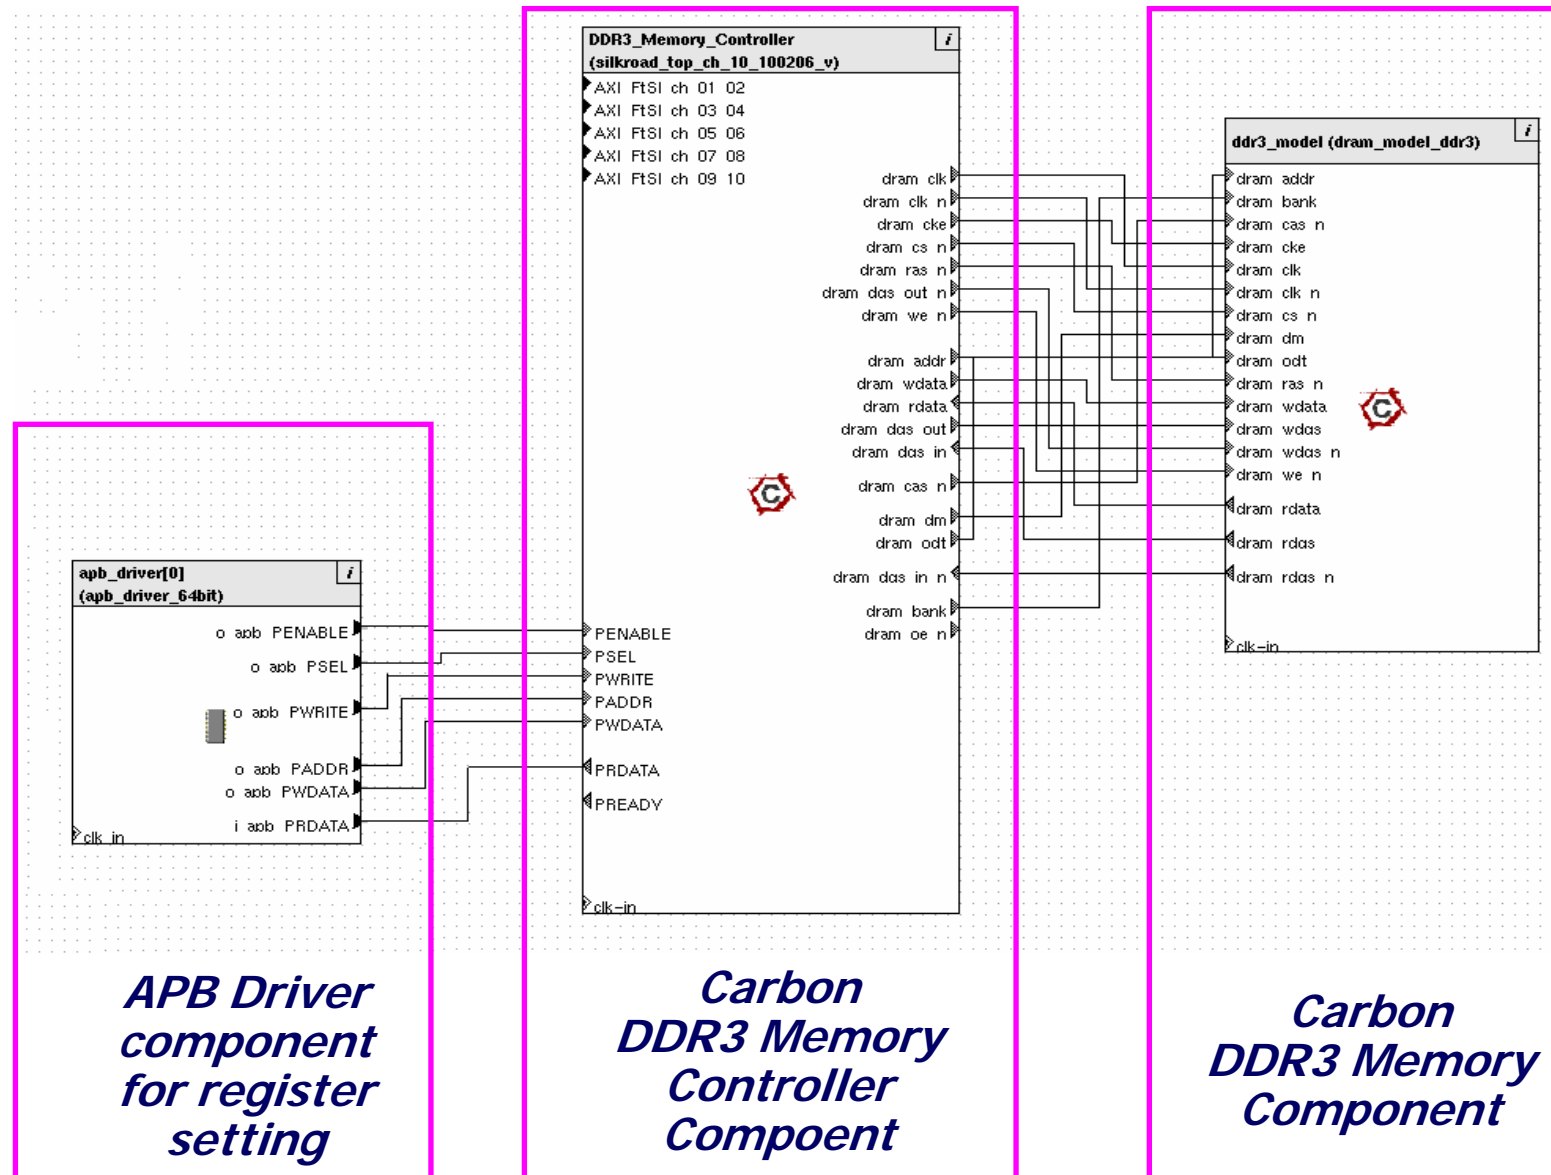 DDR3_Memory_Controller i
(silkroad_top_ch_10_100206_v)
AXI FtSI ch 01 02
AXI FtSI ch 03 04
AXI FtSI ch 05 06
AXI FtSI ch 07 08
AXI FtSI ch 09 10
dram clk
dram clk n
dram cke
dram cs n
dram ras n
dram dqs out n
dram we n
dram addr
dram wdata
dram rdata
dram dqs out
dram dqs in
dram cas n
dram dm
dram odt
dram dqs in n
dram bank
dram oe n
C
PENABLE
PSEL
PWRITE
PADDR
PWDATA
PRDATA
PREADY
clk-in
ddr3_model (dram_model_ddr3) i
dram addr
dram bank
dram cas n
dram cke
dram clk
dram clk n
dram cs n
dram dm
dram odt
dram ras n
dram wdata
dram wdqs
dram wdqs n
dram we n
dram rdata
dram rdqs
dram rdqs n
C
clk-in
apb_driver[0] i
(apb_driver_64bit)
o apb PENABLE
o apb PSEL
o apb PWRITE
o apb PADDR
o apb PWDATA
i apb PRDATA
clk in
APB Driver
component
for register
setting
Carbon
DDR3 Memory
Controller
Compoent
Carbon
DDR3 Memory
Component